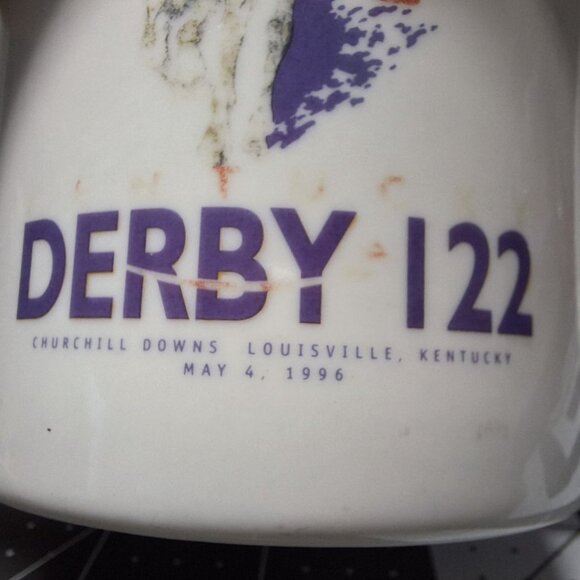 DERBY 122
CHURCHILL DOWNS LOUISVILLE, KENTUCKY
MAY 4, 1996